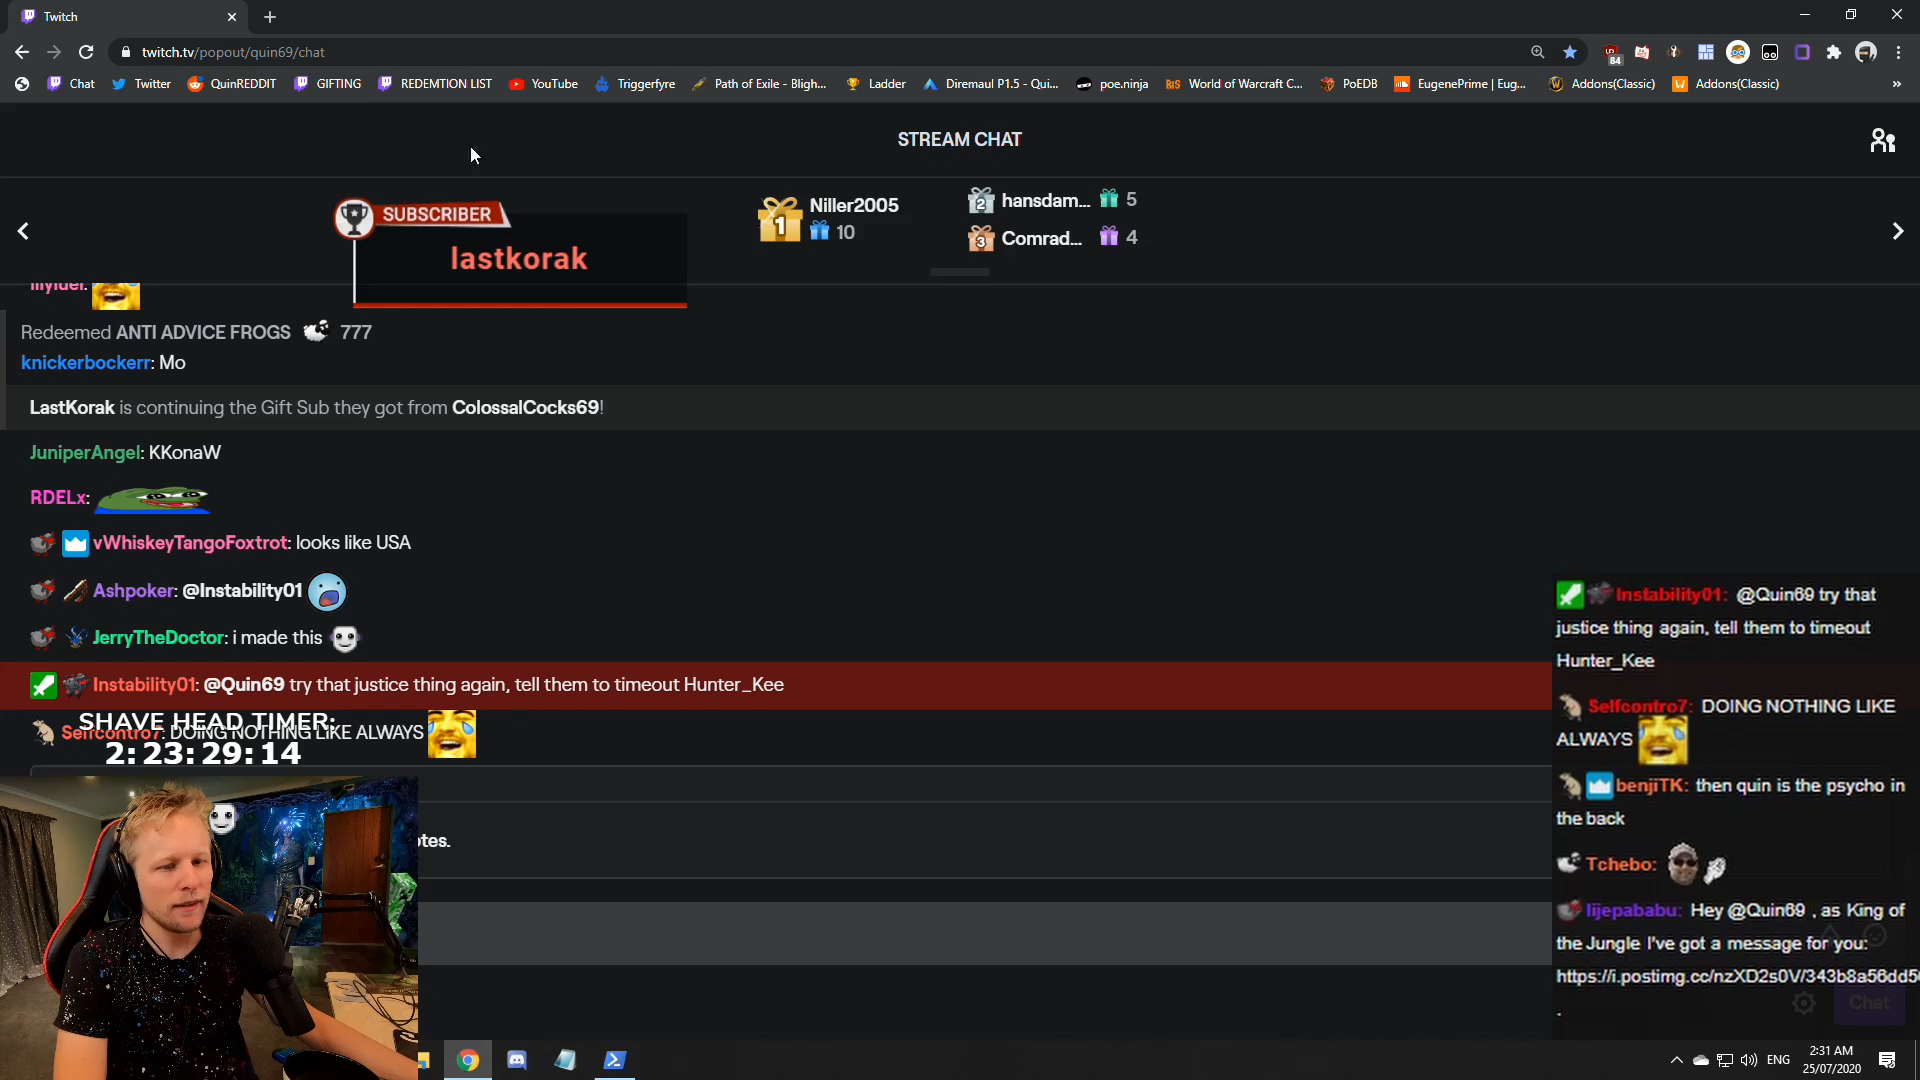 Twitch
twitch.tv/popout/quin69/chat
84
Chat Twitter QuinREDDIT GIFTING REDEMTION LIST YouTube Triggerfyre Path of Exile - Bligh... Ladder Diremaul P1.5 - Qui... poe.ninja BIS World of Warcraft C... PoEDB EugenePrime | Eug... Addons(Classic) Addons(Classic)
STREAM CHAT
SUBSCRIBER
lastkorak
1 Niller2005
10
2 hansdam... 5
3 Comrad... 4
Redeemed ANTI ADVICE FROGS 777
knickerbockerr: Mo
LastKorak is continuing the Gift Sub they got from ColossalCocks69!
JuniperAngel: KKonaW
RDELx:
vWhiskeyTangoFoxtrot: looks like USA
Ashpoker: @Instability01
JerryTheDoctor: i made this
Instability01: @Quin69 try that justice thing again, tell them to timeout Hunter_Kee
SHAVE HEAD TIMER:
Selfcontro7: DOING NOTHING LIKE ALWAYS
2:23:29:14
otes.
Instability01: @Quin69 try that
justice thing again, tell them to timeout
Hunter_Kee
Selfcontro7: DOING NOTHING LIKE
ALWAYS
benjiTK: then quin is the psycho in
the back
Tchebo:
lijepababu: Hey @Quin69 , as King of
the Jungle I've got a message for you:
https://i.postimg.cc/nzXD2s0V/343b8a56dd5
.
Chat
ENG
2:31 AM
25/07/2020